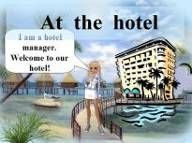 At the hotel
I am a hotel
manager.
Welcome to our
hotel!